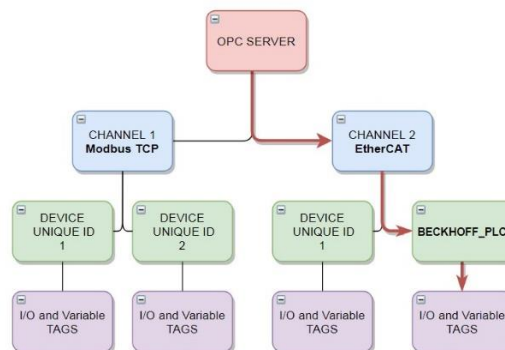 OPC SERVER
CHANNEL 1
Modbus TCP
CHANNEL 2
EtherCAT
DEVICE
UNIQUE ID
1
DEVICE
UNIQUE ID
2
DEVICE
UNIQUE ID
1
BECKHOFF_PLC
I/O and Variable
TAGS
I/O and Variable
TAGS
I/O and Variable
TAGS
I/O and Variable
TAGS